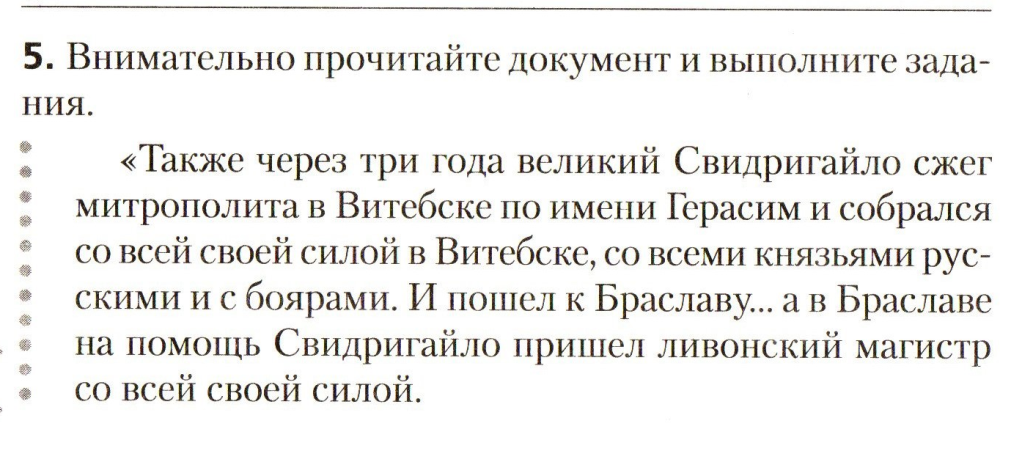 5. Внимательно прочитайте документ и выполните зада-
ния.
«Также через три года великий Свидригайло сжег
митрополита в Витебске по имени Герасим и собрался
со всей своей силой в Витебске, со всеми князьями рус-
скими и с боярами. И пошел к Браславу... а в Браславе
на помощь Свидригайло пришел ливонский магистр
со всей своей силой.